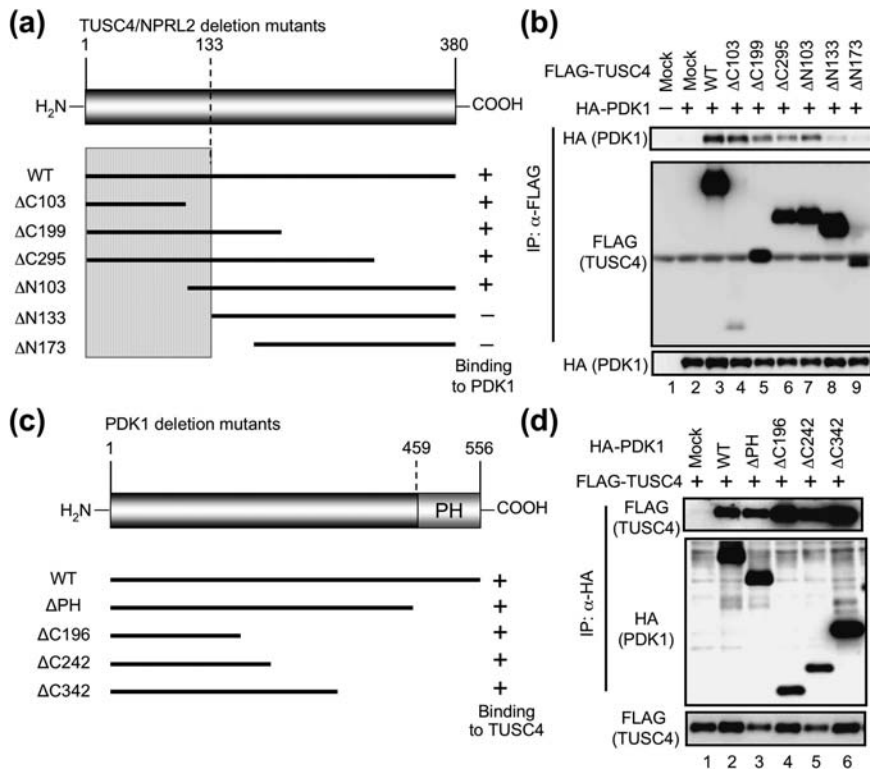 (a)
TUSC4/NPRL2 deletion mutants
1 133 380
H2N COOH
WT +
ΔC103 +
ΔC199 +
ΔC295 +
ΔN103 +
ΔN133 −
ΔN173 −
Binding
to PDK1
(b)
FLAG-TUSC4 Mock Mock WT ΔC103 ΔC199 ΔC295 ΔN103 ΔN133 ΔN173
HA-PDK1 − + + + + + + + +
IP: α-FLAG
HA (PDK1)
FLAG
(TUSC4)
HA (PDK1)
1 2 3 4 5 6 7 8 9
(c)
PDK1 deletion mutants
1 459 556
H2N PH COOH
WT +
ΔPH +
ΔC196 +
ΔC242 +
ΔC342 +
Binding
to TUSC4
(d)
HA-PDK1 Mock WT ΔPH ΔC196 ΔC242 ΔC342
FLAG-TUSC4 + + + + + +
IP: α-HA
FLAG
(TUSC4)
HA
(PDK1)
FLAG
(TUSC4)
1 2 3 4 5 6